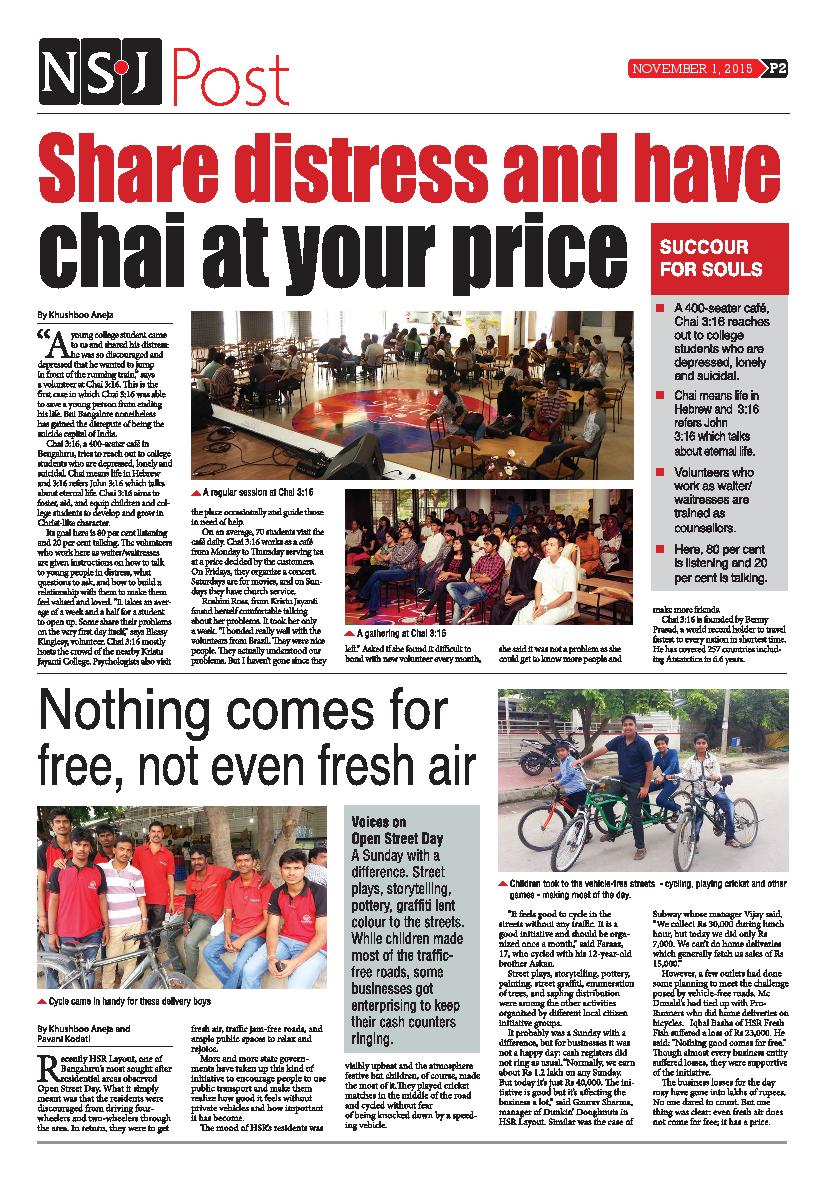 NSJ Post
NOVEMBER 1, 2015 P2
Share distress and have
chai at your price
By Khushboo Aneja
“A young college student came
to us and shared his distress:
he was so discouraged and
depressed that he wanted to jump
in front of the running train,” says
a volunteer at Chai 3:16. This is the
first case in which Chai 3:16 was able
to save a young person from ending
his life. But Bangalore nonetheless
has gained the disrepute of being the
suicide capital of India.
Chai 3:16, a 400-seater café in
Bengaluru, tries to reach out to college
students who are depressed, lonely and
suicidal. Chai means life in Hebrew
and 3:16 refers John 3:16 which talks
about eternal life. Chai 3:16 aims to
foster, aid, and equip children and col-
lege students to develop and grow in
Christ-like character.
Its goal here is 80 per cent listening
and 20 per cent talking. The volunteers
who work here as waiter/waitresses
are given instructions on how to talk
to young people in distress, what
questions to ask, and how to build a
relationship with them to make them
feel valued and loved. “It takes an aver-
age of a week and a half for a student
to open up. Some share their problems
on the very first day itself,” says Blessy
Kinglesy, volunteer. Chai 3:16 mostly
hosts the crowd of the nearby Kristu
Jayanti College. Psychologists also visit
A regular session at Chai 3:16
the place occasionally and guide those
in need of help.
On an average, 70 students visit the
café daily. Chai 3:16 works as a café
from Monday to Thursday serving tea
at a price decided by the customers.
On Fridays, they organize a concert.
Saturdays are for movies, and on Sun-
days they have church service.
Roshini Ross, from Kristu Jayanti
found herself comfortable talking
about her problems. It took her only
a week. “I bonded really well with the
volunteers from Brazil. They were nice
people. They actually understood our
problems. But I haven’t gone since they
A gathering at Chai 3:16
left.” Asked if she found it difficult to
bond with new volunteer every month,
she said it was not a problem as she
could get to know more people and
make more friends.
Chai 3:16 is founded by Benny
Prasad, a world record holder to travel
fastest to every nation in shortest time.
He has covered 257 countries includ-
ing Antarctica in 6.6 years.
SUCCOUR
FOR SOULS
A 400-seater café,
Chai 3:16 reaches
out to college
students who are
depressed, lonely
and suicidal.
Chai means life in
Hebrew and 3:16
refers John
3:16 which talks
about eternal life.
Volunteers who
work as waiter/
waitresses are
trained as
counsellors.
Here, 80 per cent
is listening and 20
per cent is talking.
Nothing comes for
free, not even fresh air
Cycle came in handy for these delivery boys
By Khushboo Aneja and
Pavani Kodati
Recently HSR Layout, one of
Bengaluru’s most sought after
residential areas observed
Open Street Day. What it simply
meant was that the residents were
discouraged from driving four-
wheelers and two-wheelers through
the area. In return, they were to get
fresh air, traffic jam-free roads, and
ample public spaces to relax and
rejoice.
More and more state govern-
ments have taken up this kind of
initiative to encourage people to use
public transport and make them
realize how good it feels without
private vehicles and how important
it has become.
The mood of HSR’s residents was
Voices on
Open Street Day
A Sunday with a
difference. Street
plays, storytelling,
pottery, graffiti lent
colour to the streets.
While children made
most of the traffic-
free roads, some
businesses got
enterprising to keep
their cash counters
ringing.
visibly upbeat and the atmosphere
festive but children, of course, made
the most of it.They played cricket
matches in the middle of the road
and cycled without fear
of being knocked down by a speed-
ing vehicle.
Children took to the vehicle-free streets - cycling, playing cricket and other
games - making most of the day.
“It feels good to cycle in the
streets without any traffic. It is a
good initiative and should be orga-
nized once a month,” said Faraaz,
17, who cycled with his 12-year-old
brother Askan.
Street plays, storytelling, pottery,
painting, street graffiti, enumeration
of trees, and sapling distribution
were among the other activities
organised by different local citizen
initiative groups.
It probably was a Sunday with a
difference, but for businesses it was
not a happy day: cash registers did
not ring as usual.“Normally, we earn
about Rs 1.2 lakh on any Sunday.
But today it’s just Rs 40,000. The ini-
tiative is good but it’s affecting the
business a lot,” said Gaurav Sharma,
manager of Dunkin’ Doughnuts in
HSR Layout. Similar was the case of
Subway whose manager Vijay said,
“We collect Rs 30,000 during lunch
hour, but today we did only Rs
7,000. We can’t do home deliveries
which generally fetch us sales of Rs
15,000.”
However, a few outlets had done
some planning to meet the challenge
posed by vehicle-free roads. Mc
Donald’s had tied up with Pro-
Runners who did home deliveries on
bicycles. Iqbal Basha of HSR Fresh
Fish suffered a loss of Rs 23,000. He
said: “Nothing good comes for free.”
Though almost every business entity
suffered losses, they were supportive
of the initiative.
The business losses for the day
may have gone into lakhs of rupees.
No one dared to count. But one
thing was clear: even fresh air does
not come for free; it has a price.